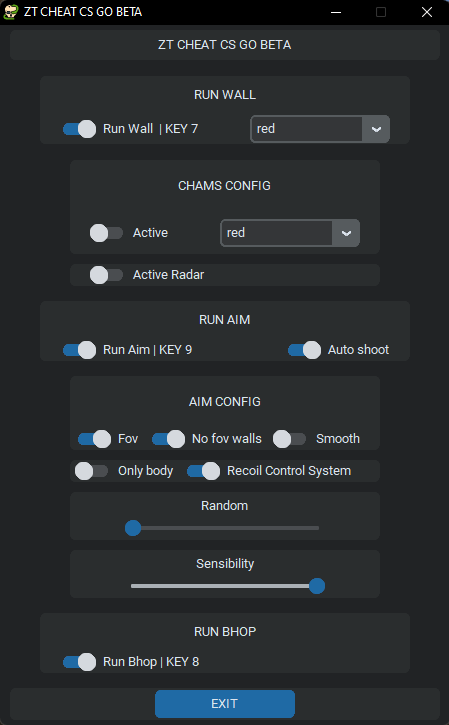 ZT CHEAT CS GO BETA
ZT CHEAT CS GO BETA
RUN WALL
Run Wall | KEY 7 red
CHAMS CONFIG
Active red
Active Radar
RUN AIM
Run Aim | KEY 9 Auto shoot
AIM CONFIG
Fov No fov walls Smooth
Only body Recoil Control System
Random
Sensibility
RUN BHOP
Run Bhop | KEY 8
EXIT